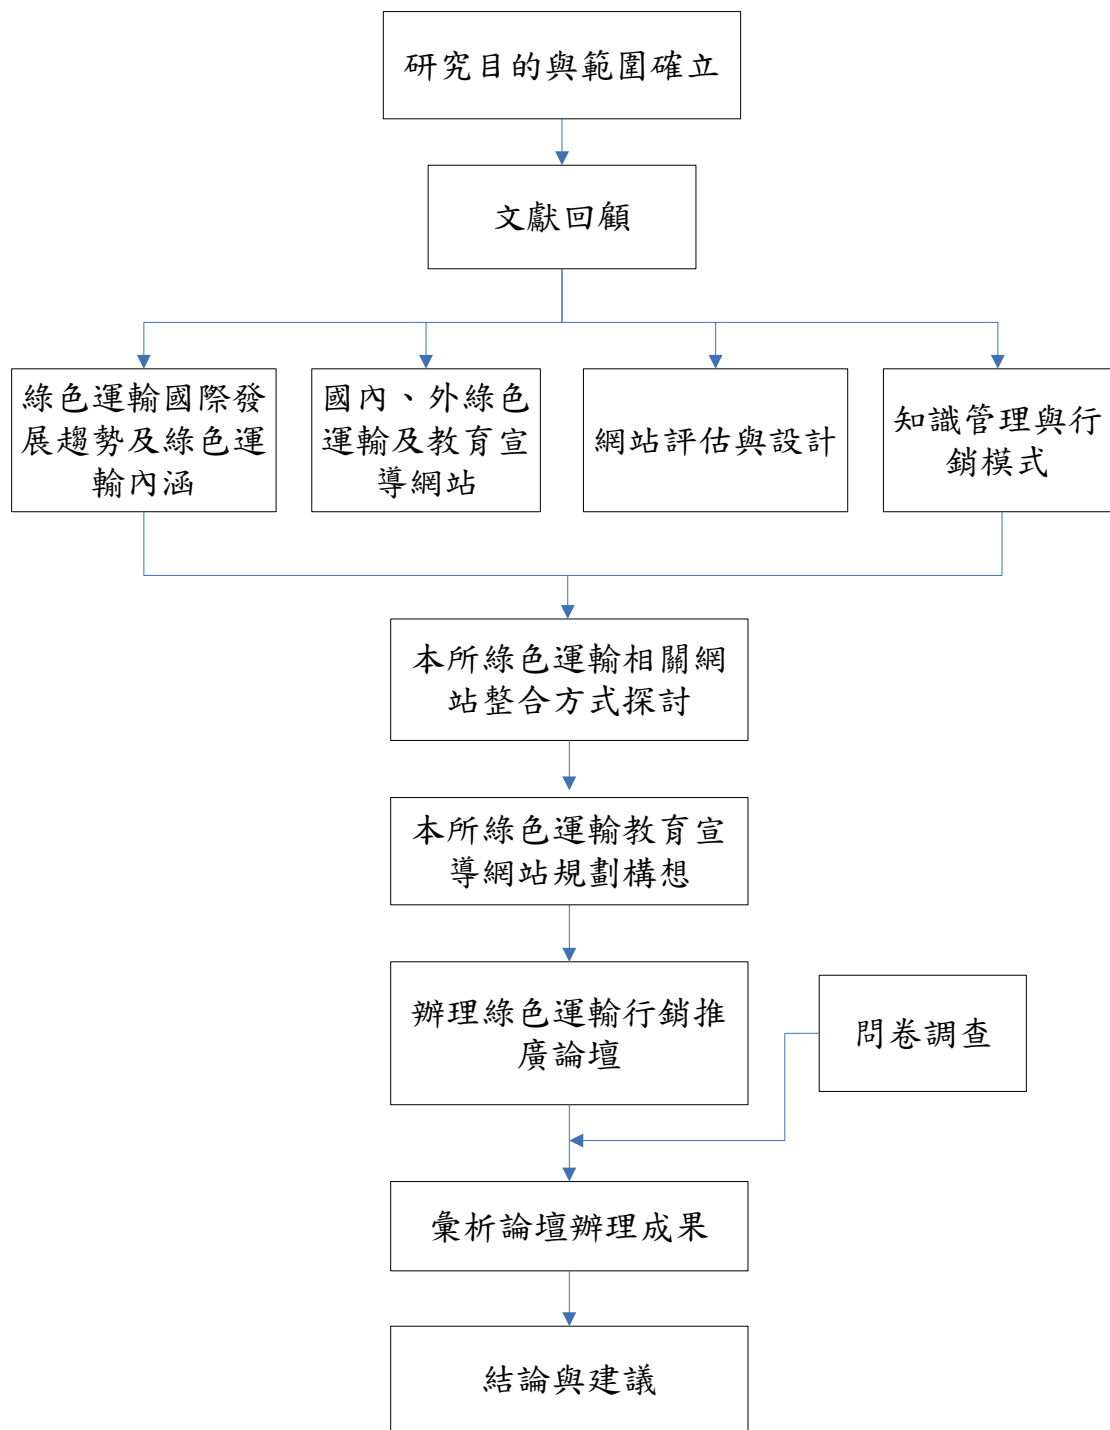 研究目的與範圍確立
文獻回顧
綠色運輸國際發
展趨勢及綠色運
輸內涵
國內、外綠色
運輸及教育宣
導網站
網站評估與設計
知識管理與行
銷模式
本所綠色運輸相關網
站整合方式探討
本所綠色運輸教育宣
導網站規劃構想
辦理綠色運輸行銷推
廣論壇
問卷調查
彙析論壇辦理成果
結論與建議